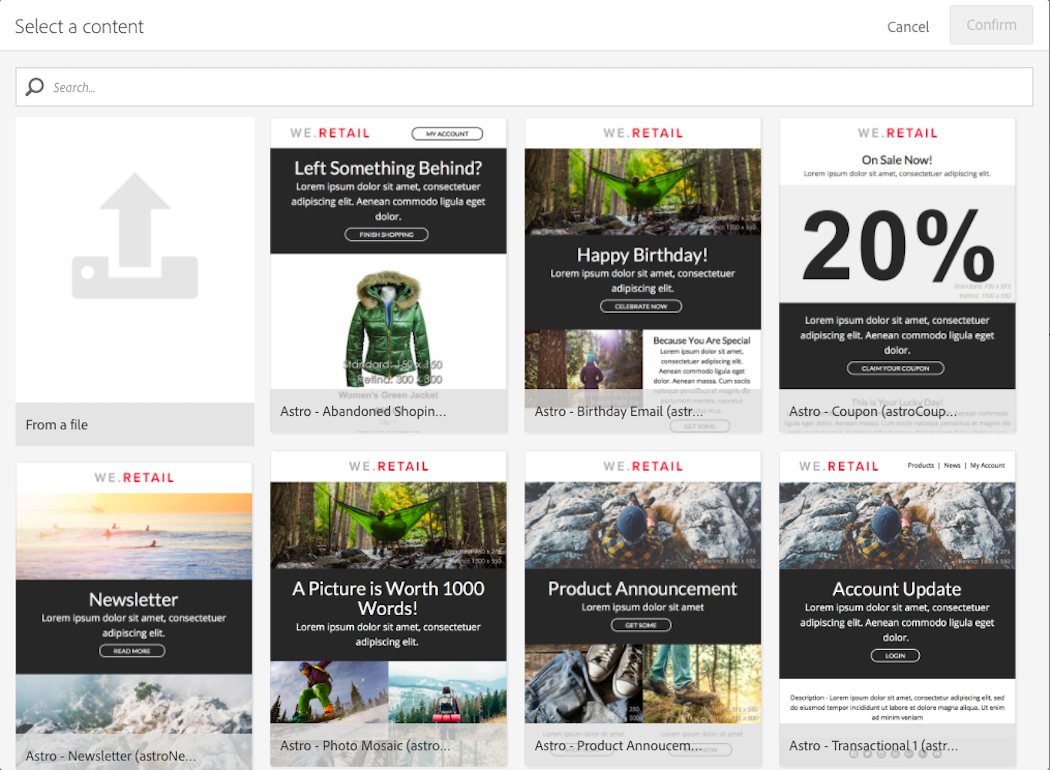 Select a content
Cancel
Confirm
Search...
From a file
WE.RETAIL
MY ACCOUNT
Left Something Behind?
Lorem ipsum dolor sit amet, consectetuer
adipiscing elit. Aenean commodo ligula eget
dolor.
FINISH SHOPPING
Standard: 150 x 150
Retina: 300 x 300
Women's Green Jacket
Astro - Abandoned Shopin...
WE.RETAIL
Happy Birthday!
Lorem ipsum dolor sit amet, consectetuer
adipiscing elit.
CELEBRATE NOW
Because You Are Special
Lorem ipsum dolor sit amet,
consectetuer adipiscing elit.
Aenean commodo ligula eget
dolor. Aenean massa. Cum sociis
natoque penatibus et magnis dis
parturient montes, nascetur
ridiculus mus.
GET SOME
Astro - Birthday Email (astr...
WE.RETAIL
On Sale Now!
Lorem ipsum dolor sit amet, consectetuer adipiscing elit.
20%
Lorem ipsum dolor sit amet, consectetuer
adipiscing elit. Aenean commodo ligula eget
dolor.
CLAIM YOUR COUPON
This is Your Lucky Day!
Astro - Coupon (astroCoup...
WE.RETAIL
Newsletter
Lorem ipsum dolor sit amet, consectetuer
adipiscing elit.
READ MORE
Astro - Newsletter (astroNe...
WE.RETAIL
A Picture is Worth 1000
Words!
Lorem ipsum dolor sit amet, consectetuer
adipiscing elit.
Astro - Photo Mosaic (astro...
WE.RETAIL
Product Announcement
Lorem ipsum dolor sit amet
GET SOME
Astro - Product Annoucem...
WE.RETAIL
Products | News | My Account
Account Update
Lorem ipsum dolor sit amet, consectetuer
adipiscing elit. Aenean commodo ligula eget
dolor.
LOGIN
Description - Lorem ipsum dolor sit amet, consectetur adipiscing elit, sed
do eiusmod tempor incididunt ut labore et dolore magna aliqua. Ut enim
ad minim veniam
Astro - Transactional 1 (astr...